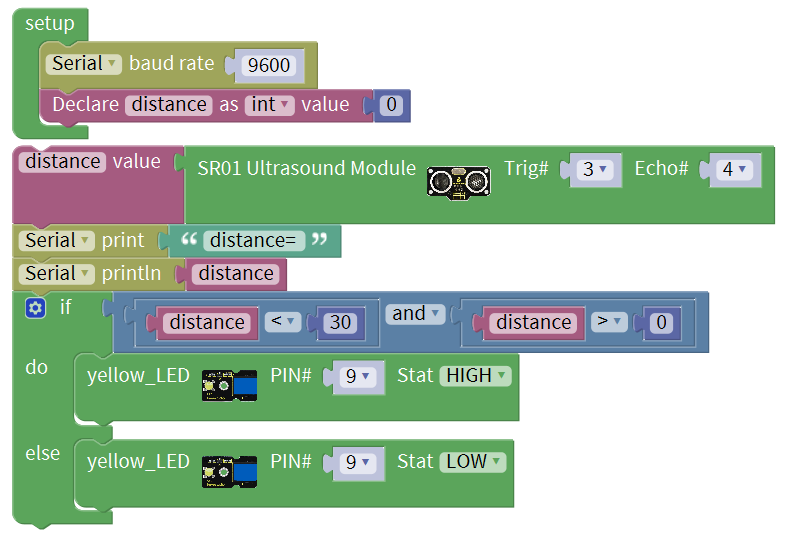 setup
Serial baud rate 9600
Declare distance as int value 0
distance value SR01 Ultrasound Module Trig# 3 Echo# 4
Serial print “ distance= ”
Serial println distance
if distance < 30 and distance > 0
do yellow_LED PIN# 9 Stat HIGH
else yellow_LED PIN# 9 Stat LOW